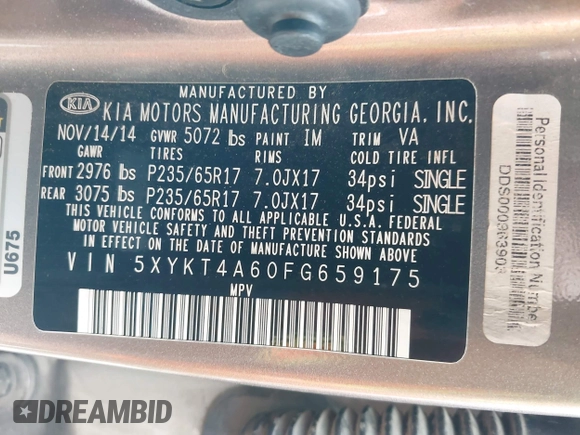 MANUFACTURED BY
KIA KIA MOTORS MANUFACTURING GEORGIA, INC.
NOV/14/14 GVWR 5072 lbs PAINT IM TRIM VA
GAWR TIRES RIMS COLD TIRE INFL
FRONT 2976 lbs P235/65R17 7.0JX17 34psi SINGLE
REAR 3075 lbs P235/65R17 7.0JX17 34psi SINGLE
THIS VEHICLE CONFORMS TO ALL APPLICABLE U.S.A. FEDERAL
MOTOR VEHICLE SAFETY AND THEFT PREVENTION STANDARDS
IN EFFECT ON THE DATE OF MANUFACTURE SHOWN ABOVE.
VIN 5XYKT4A60FG659175
MPV
U675
Personal Identification Number
DREAMBID